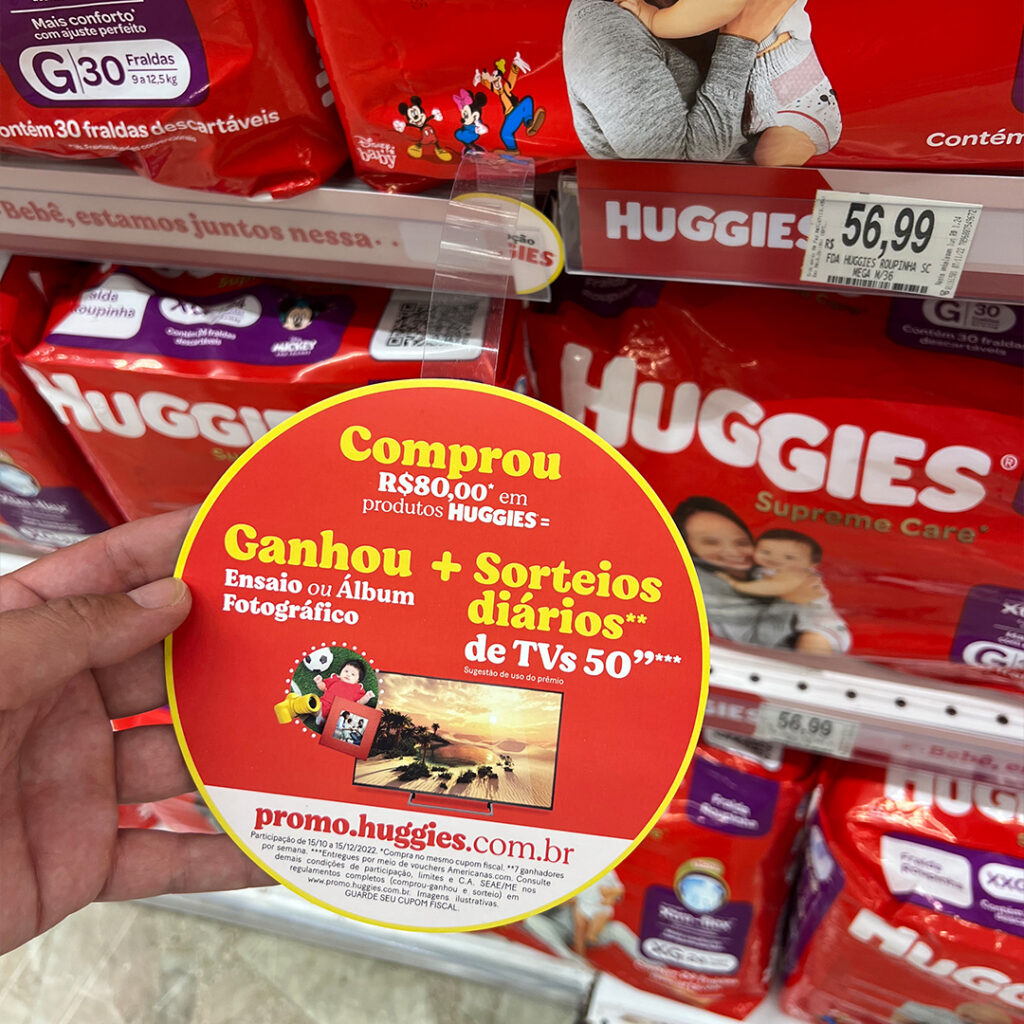 Mais conforto*
com ajuste perfeito
G 30 Fraldas
9 a 12,5 kg
ontém 30 fraldas descartáveis
Disney
baby
Contém
Bebê, estamos juntos nessa
IES
HUGGIES
R$ 56,99
FDA HUGGIES ROUPINHA SC
MEGA M/36
Roupinha
Contém
fraldas
descartáveis
MICKEY
HUGGI
G 30
Contém 30 fraldas
descartáveis
HUGGIES®
Supreme Care*
Comprou
R$80,00* em
produtos HUGGIES =
Ganhou
Ensaio ou Álbum
Fotográfico
+ Sorteios
diários**
de TVs 50”***
Sugestão de uso do prêmio
promo.huggies.com.br
Participação de 15/10 a 15/12/2022. *Compra no mesmo cupom fiscal. **7 ganhadores
por semana. ***Entregues por meio de vouchers Americanas.com. Consulte
demais condições de participação, limites e C.A. SEAE/ME nos
regulamentos completos (comprou-ganhou e sorteio) em
www.promo.huggies.com.br. Imagens ilustrativas.
GUARDE SEU CUPOM FISCAL.
56,99
Bebê, e
HUG
Fralda
Roupinha
Fralda
Roupinha
XXG
XG
HUGG